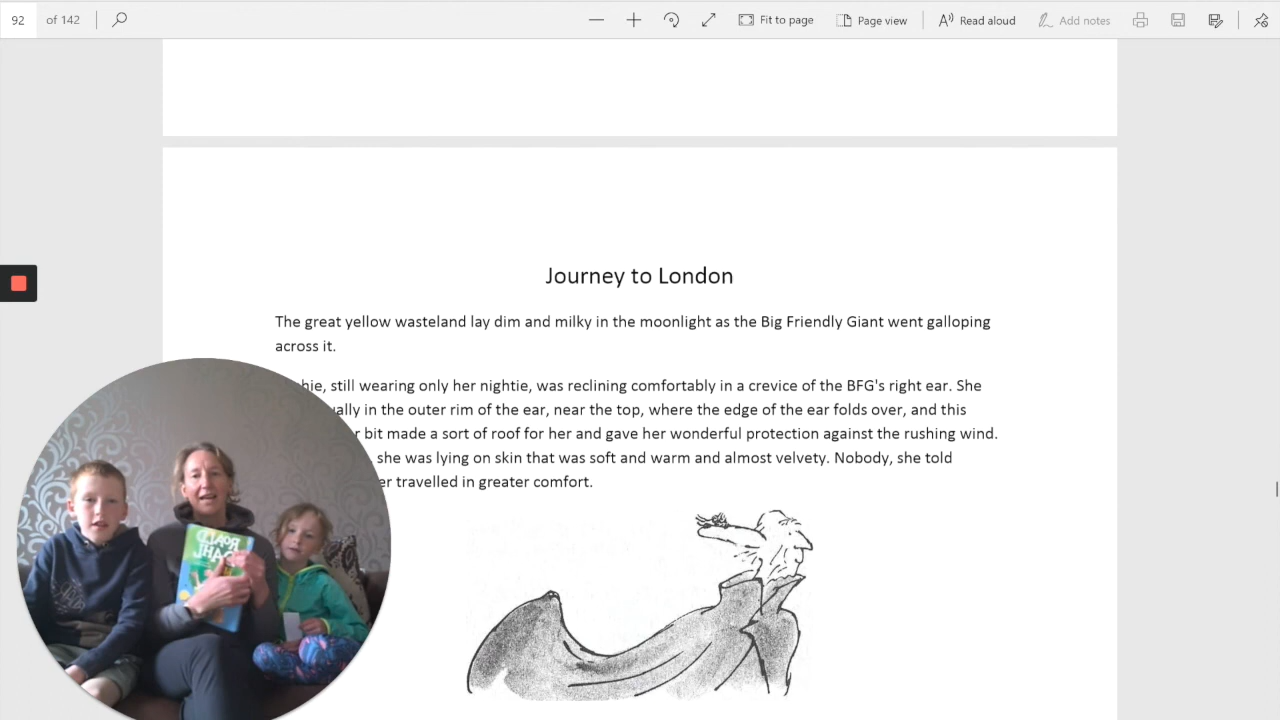 92 of 142 Fit to page Page view Read aloud Add notes
Journey to London
The great yellow wasteland lay dim and milky in the moonlight as the Big Friendly Giant went galloping
across it.
hie, still wearing only her nightie, was reclining comfortably in a crevice of the BFG's right ear. She
ually in the outer rim of the ear, near the top, where the edge of the ear folds over, and this
r bit made a sort of roof for her and gave her wonderful protection against the rushing wind.
she was lying on skin that was soft and warm and almost velvety. Nobody, she told
er travelled in greater comfort.
ROALD
DAHL